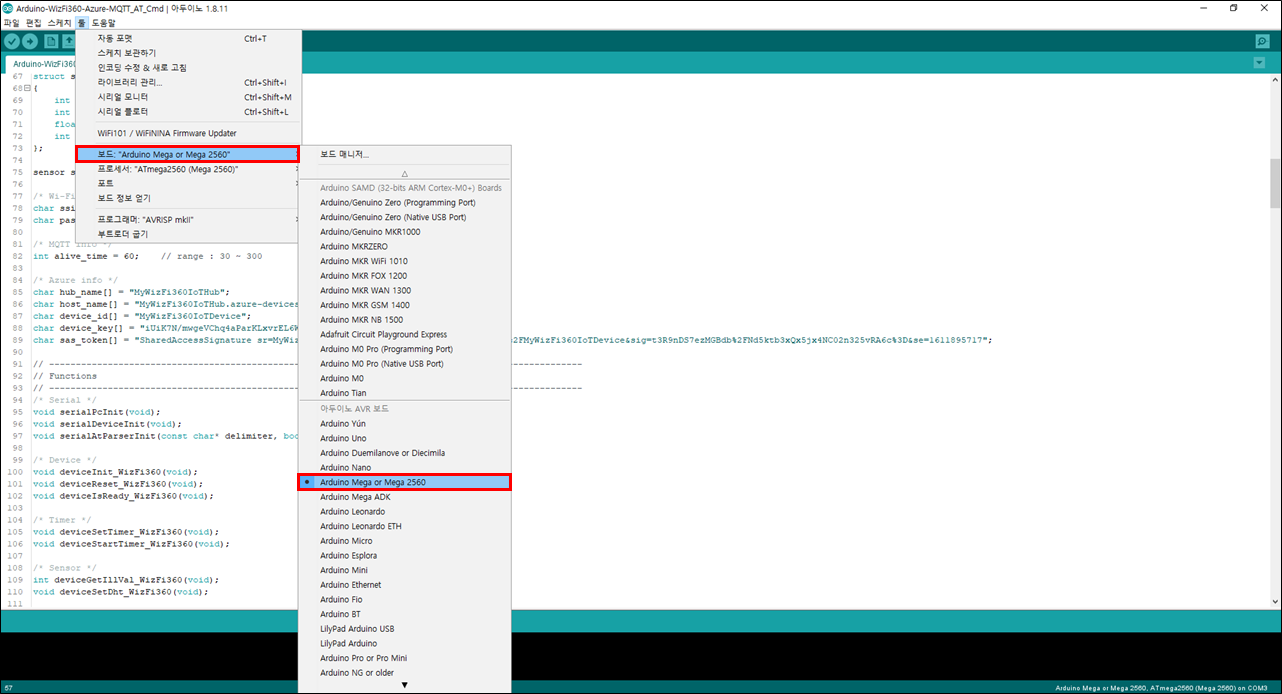 Arduino-WizFi360-Azure-MQTT_AT_Cmd | 아두이노 1.8.11
파일 편집 스케치 툴 도움말
Arduino-WizFi360
자동 포맷 Ctrl+T
스케치 보관하기
인코딩 수정 & 새로 고침
라이브러리 관리... Ctrl+Shift+I
시리얼 모니터 Ctrl+Shift+M
시리얼 플로터 Ctrl+Shift+L
WiFi101 / WiFiNINA Firmware Updater
보드: "Arduino Mega or Mega 2560"
프로세서: "ATmega2560 (Mega 2560)"
포트
보드 정보 얻기
프로그래머: "AVRISP mkII"
부트로더 굽기
보드 매니저...
Arduino SAMD (32-bits ARM Cortex-M0+) Boards
Arduino/Genuino Zero (Programming Port)
Arduino/Genuino Zero (Native USB Port)
Arduino/Genuino MKR1000
Arduino MKRZERO
Arduino MKR WiFi 1010
Arduino MKR FOX 1200
Arduino MKR WAN 1300
Arduino MKR GSM 1400
Arduino MKR NB 1500
Adafruit Circuit Playground Express
Arduino M0 Pro (Programming Port)
Arduino M0 Pro (Native USB Port)
Arduino M0
Arduino Tian
아두이노 AVR 보드
Arduino Yún
Arduino Uno
Arduino Duemilanove or Diecimila
Arduino Nano
Arduino Mega or Mega 2560
Arduino Mega ADK
Arduino Leonardo
Arduino Leonardo ETH
Arduino Micro
Arduino Esplora
Arduino Mini
Arduino Ethernet
Arduino Fio
Arduino BT
LilyPad Arduino USB
LilyPad Arduino
Arduino Pro or Pro Mini
Arduino NG or older
67 struct s
68 {
69 int
70 int
71 floa
72 int
73 };
74
75 sensor s
76
77 /* Wi-Fi
78 char ssi
79 char pas
80
81 /* MQTT info */
82 int alive_time = 60; // range : 30 ~ 300
83
84 /* Azure info */
85 char hub_name[] = "MyWizFi360IoTHub";
86 char host_name[] = "MyWizFi360IoTHub.azure-devices
87 char device_id[] = "MyWizFi360IoTDevice";
88 char device_key[] = "iUiK7N/mwgeVChq4aParKLxvrEL6W
89 char sas_token[] = "SharedAccessSignature sr=MyWiz 2FMyWizFi360IoTDevice&sig=t3R9nDS7ezMGBdb%2FNd5ktb3xQx5jx4NC02n325vRA6c%3D&se=1611895717";
90
91 // ----------------------------------------
92 // Functions
93 // ----------------------------------------
94 /* Serial */
95 void serialPcInit(void);
96 void serialDeviceInit(void);
97 void serialAtParserInit(const char* delimiter, boo
98
99 /* Device */
100 void deviceInit_WizFi360(void);
101 void deviceReset_WizFi360(void);
102 void deviceIsReady_WizFi360(void);
103
104 /* Timer */
105 void deviceSetTimer_WizFi360(void);
106 void deviceStartTimer_WizFi360(void);
107
108 /* Sensor */
109 int deviceGetIllVal_WizFi360(void);
110 void deviceSetDht_WizFi360(void);
111
57 Arduino Mega or Mega 2560, ATmega2560 (Mega 2560) on COM3